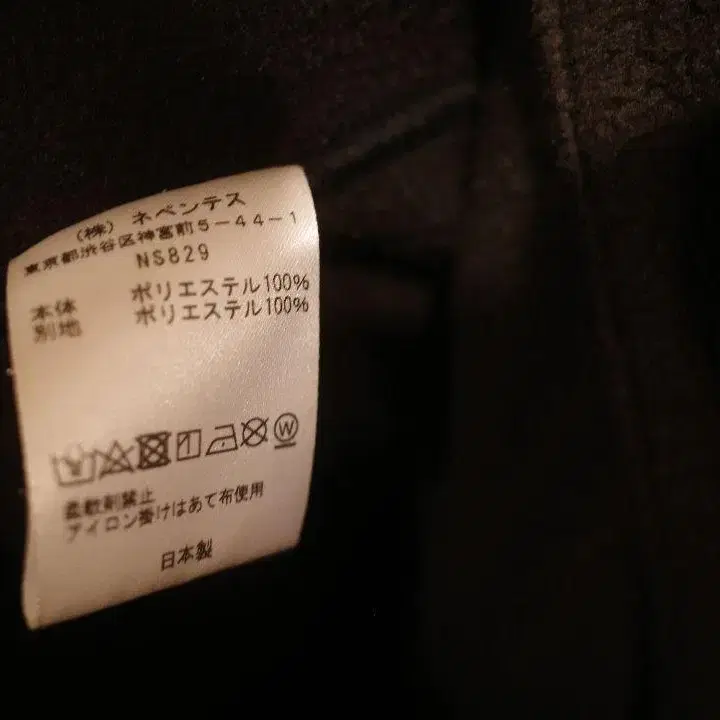 (株) ネペンテス
東京都渋谷区神宮前5-44-1
NS829
本体 ポリエステル100%
別地 ポリエステル100%
W
柔軟剤禁止
アイロン掛けはあて布使用
日本製